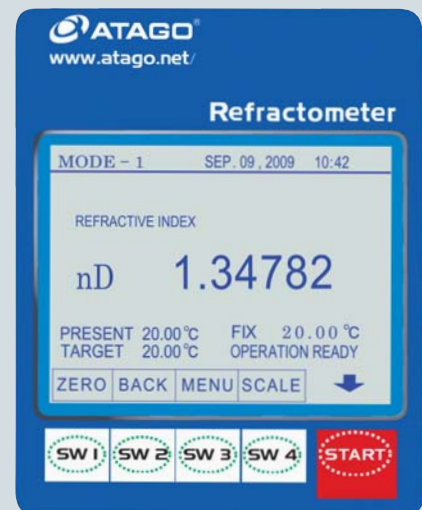 ATAGO®
www.atago.net/
Refractometer
MODE - 1 SEP. 09 , 2009 10:42
REFRACTIVE INDEX
nD 1.34782
PRESENT 20.00 °C FIX 20.00 °C
TARGET 20.00 °C OPERATION READY
ZERO BACK MENU SCALE
SW 1 SW 2 SW 3 SW 4 START